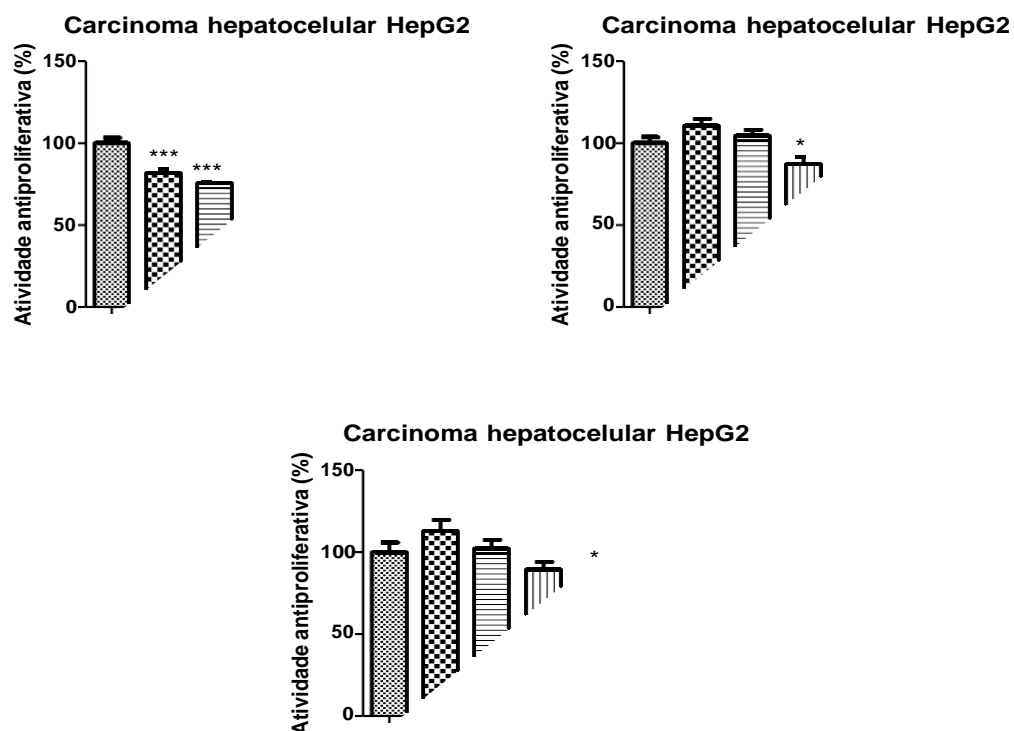 Carcinoma hepatocelular HepG2
Atividade antiproliferativa (%)
150
100
50
0
***
***
Carcinoma hepatocelular HepG2
Atividade antiproliferativa (%)
150
100
50
0
*
Carcinoma hepatocelular HepG2
Atividade antiproliferativa (%)
150
100
50
0
*